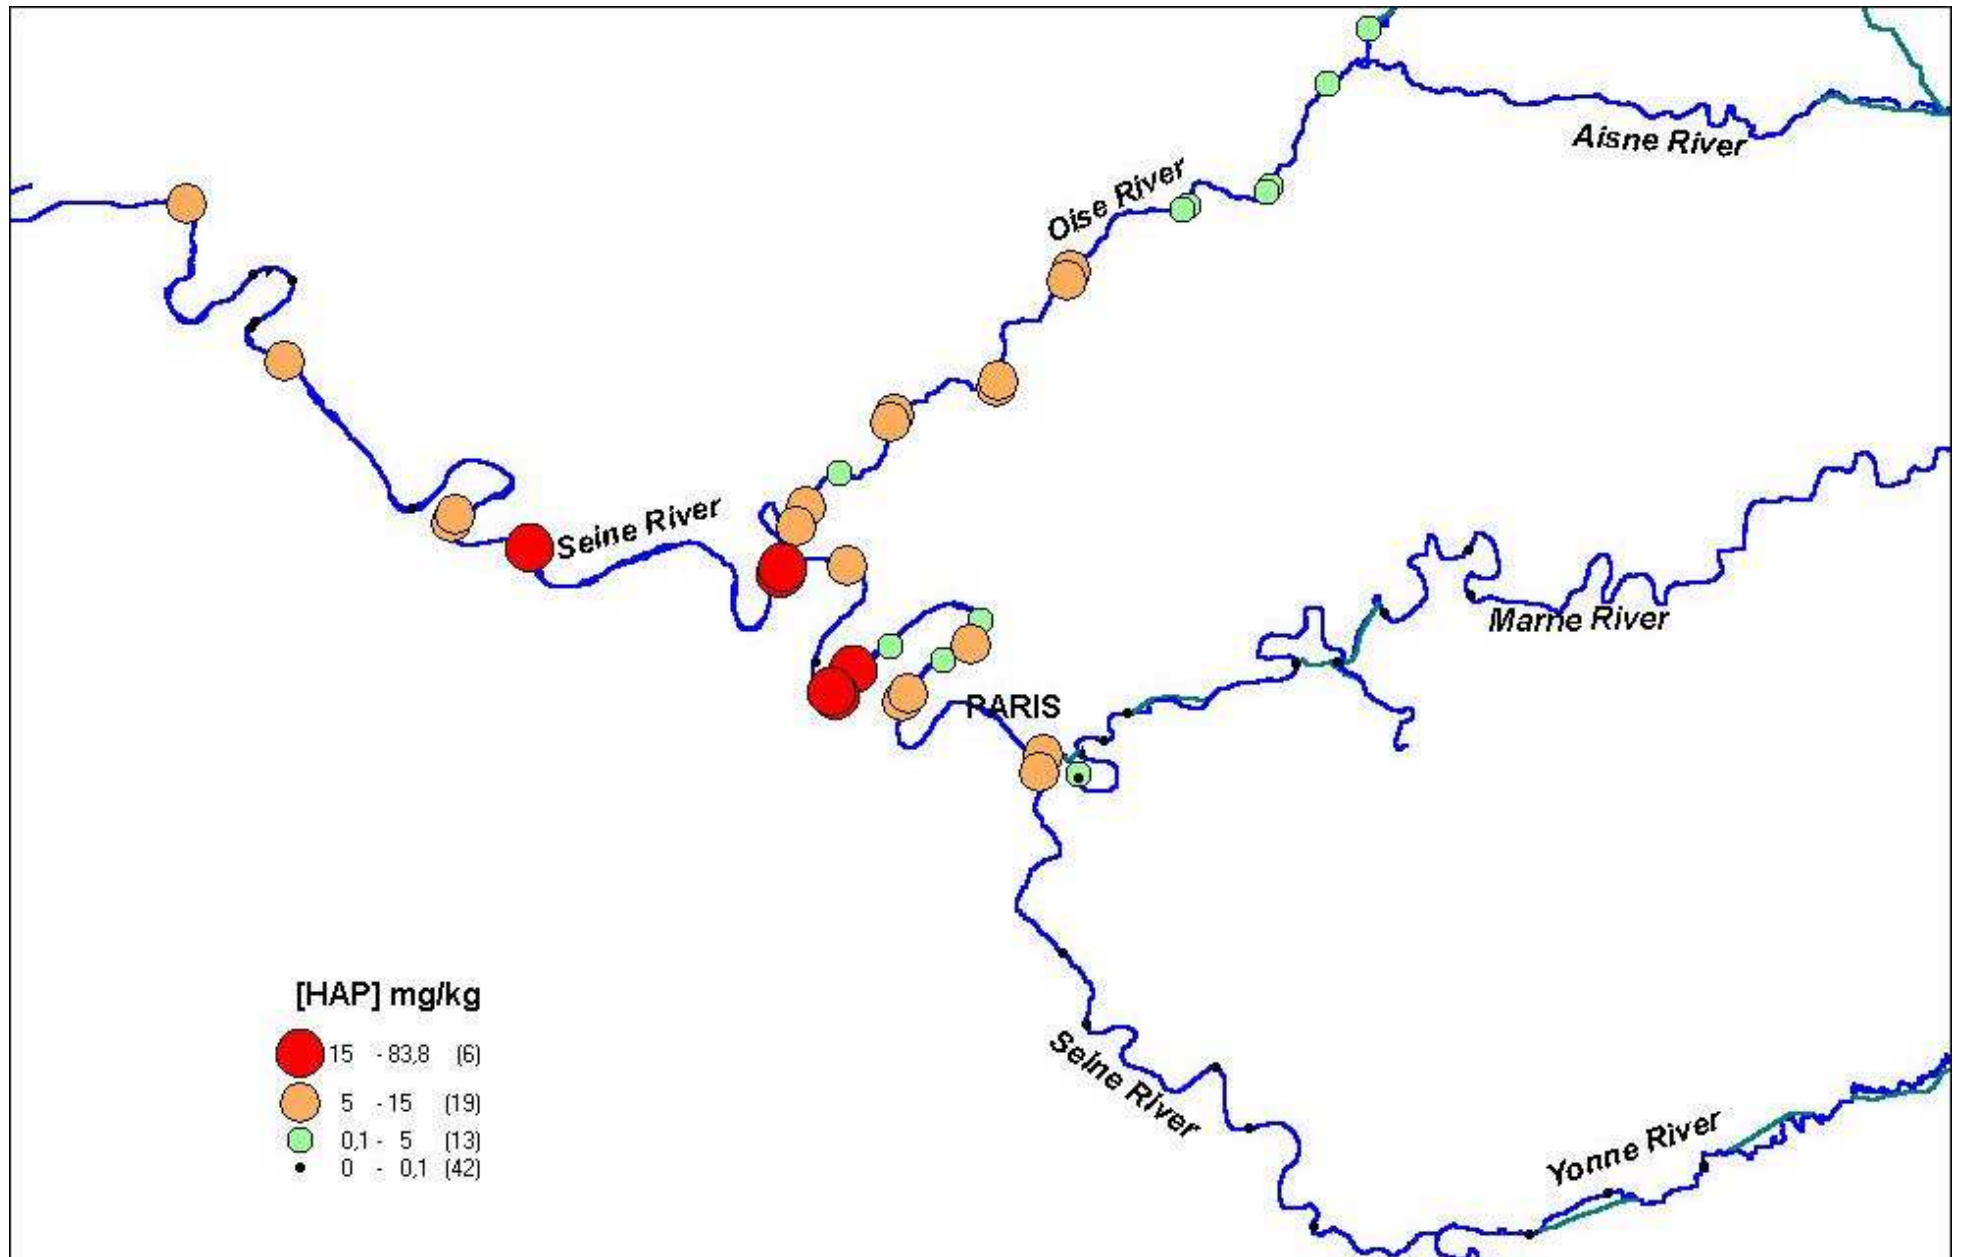 Aisne River
Oise River
Seine River
Marne River
PARIS
Seine River
Yonne River
[HAP] mg/kg
15 - 83,8 (6)
5 - 15 (19)
0,1 - 5 (13)
0 - 0,1 (42)